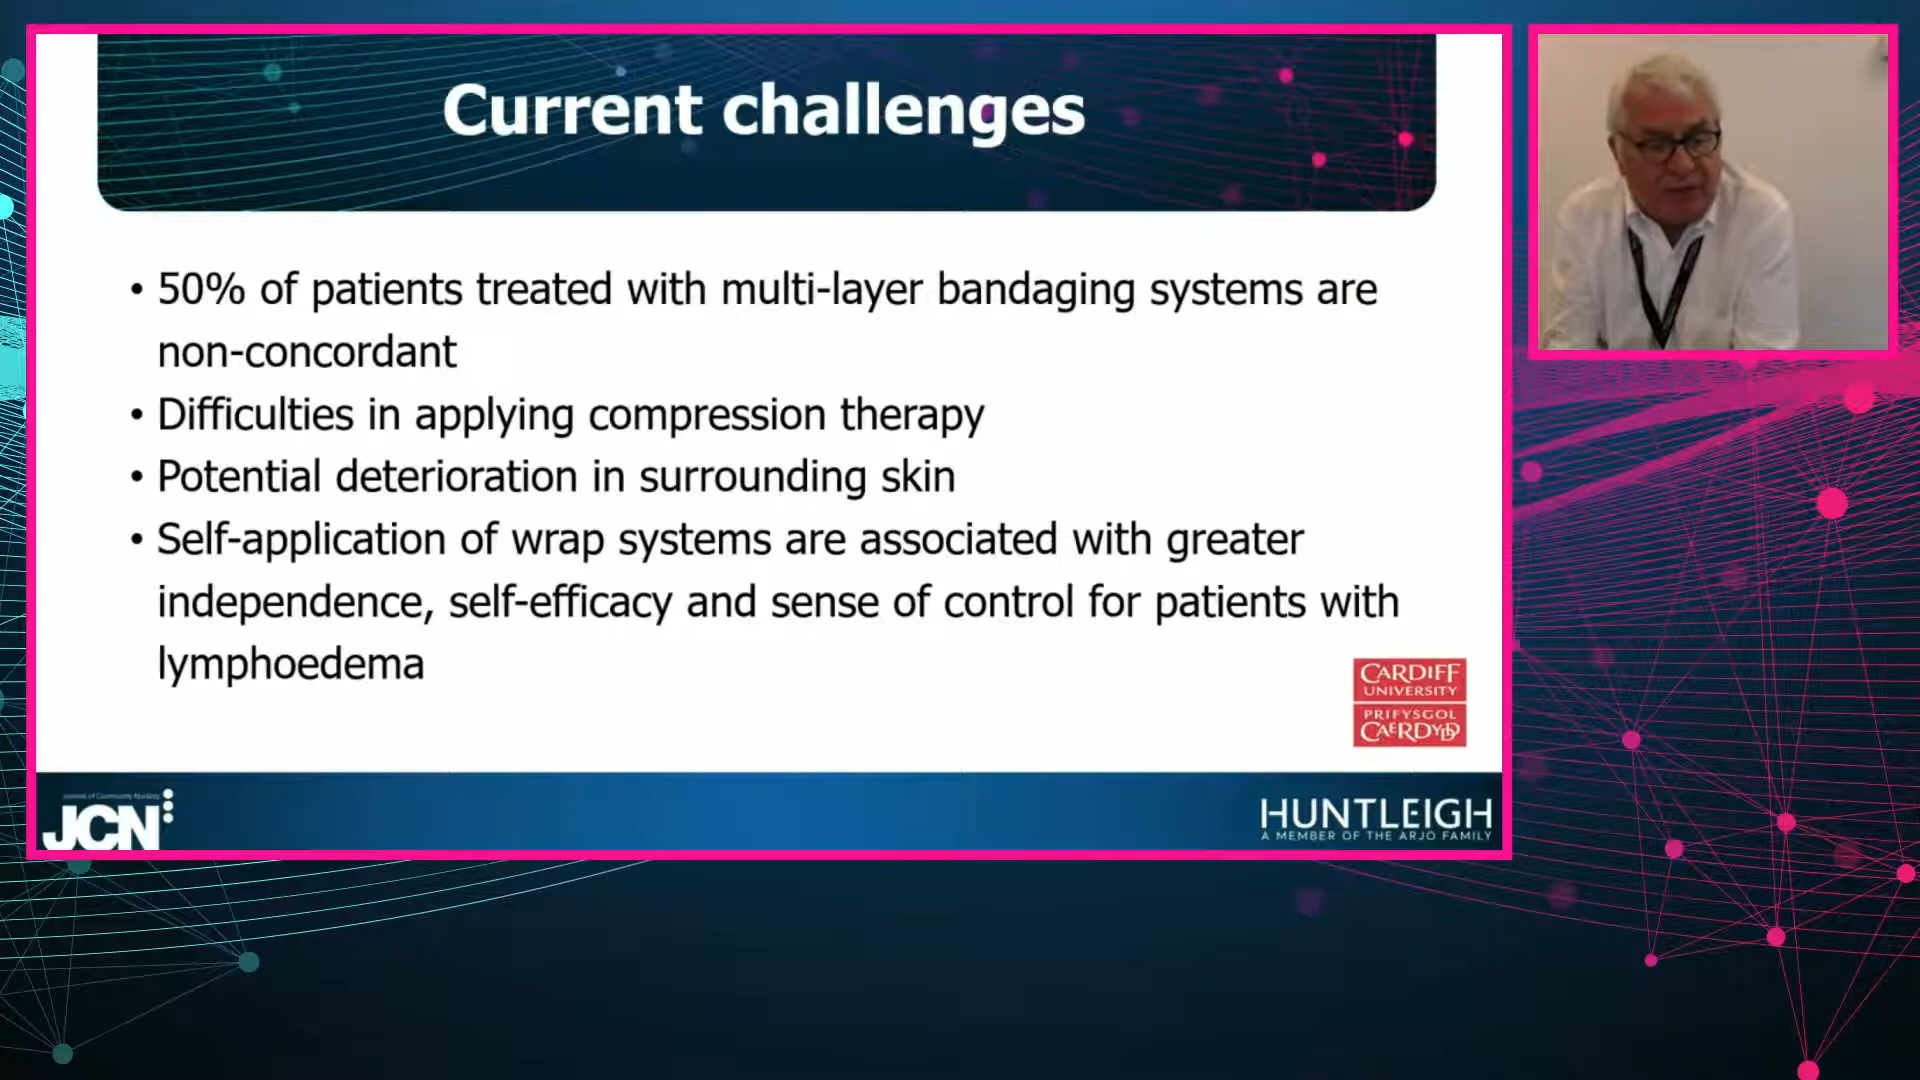 Current challenges
• 50% of patients treated with multi-layer bandaging systems are
non-concordant
• Difficulties in applying compression therapy
• Potential deterioration in surrounding skin
• Self-application of wrap systems are associated with greater
independence, self-efficacy and sense of control for patients with
lymphoedema
CARDIFF
UNIVERSITY
PRIFYSGOL
CAERDYDD
Journal of Community Nursing
JCN
HUNTLEIGH
A MEMBER OF THE ARJO FAMILY